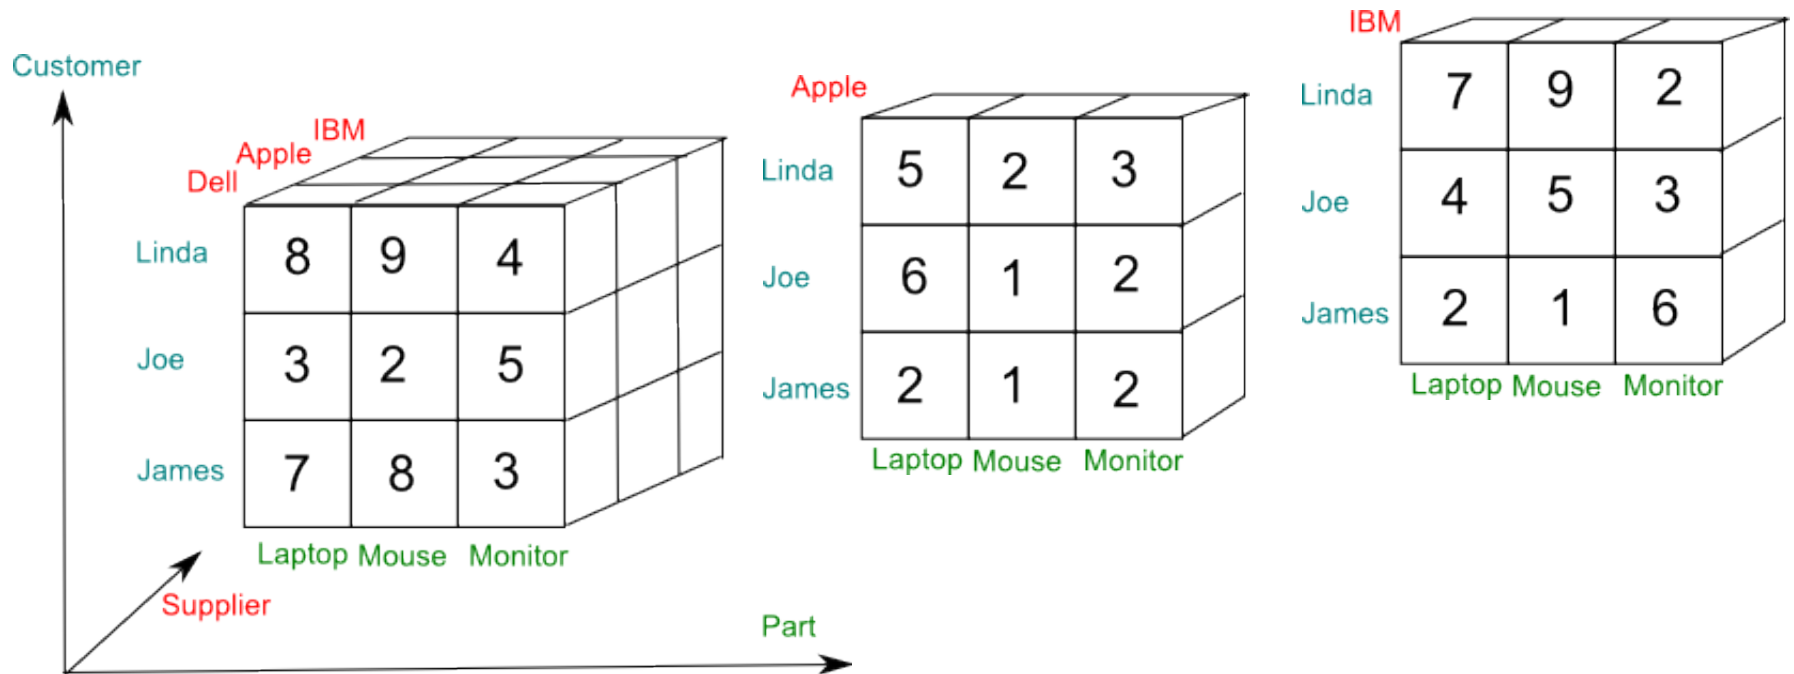 Customer
IBM
Apple
Dell
Linda 8 9 4
Joe 3 2 5
James 7 8 3
Laptop Mouse Monitor
Supplier
Part
Apple
Linda 5 2 3
Joe 6 1 2
James 2 1 2
Laptop Mouse Monitor
IBM
Linda 7 9 2
Joe 4 5 3
James 2 1 6
Laptop Mouse Monitor